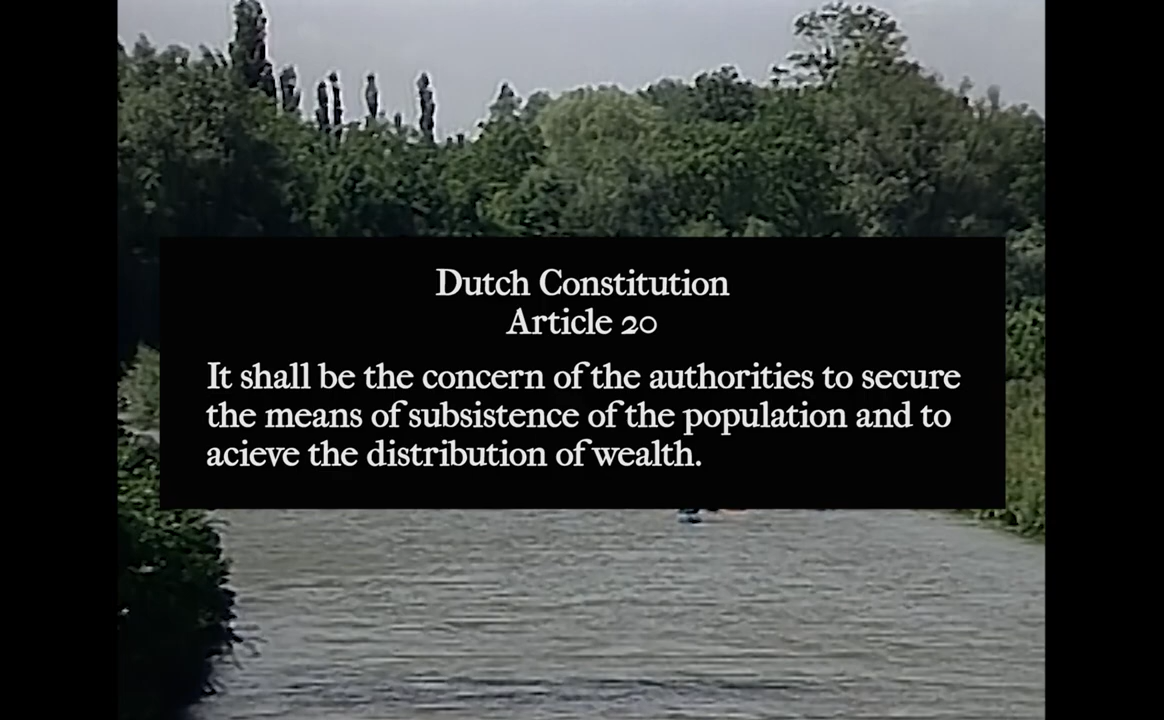 Dutch Constitution
Article 20
It shall be the concern of the authorities to secure
the means of subsistence of the population and to
acieve the distribution of wealth.